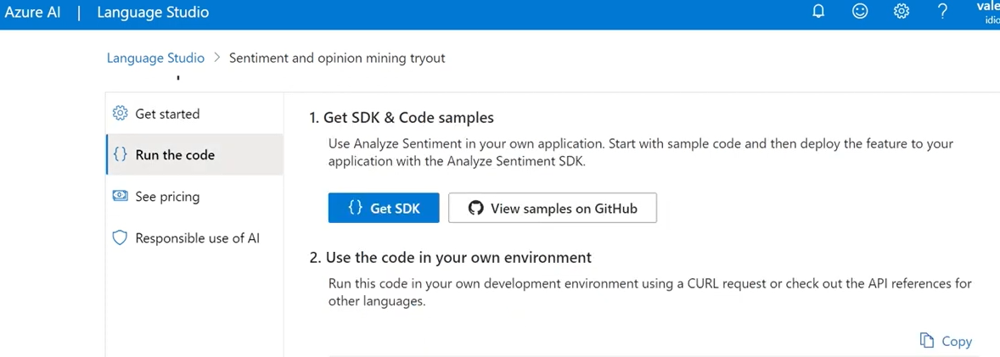 Azure AI | Language Studio
vale
idio
Language Studio > Sentiment and opinion mining tryout
Get started
Run the code
See pricing
Responsible use of AI
1. Get SDK & Code samples
Use Analyze Sentiment in your own application. Start with sample code and then deploy the feature to your
application with the Analyze Sentiment SDK.
{} Get SDK
View samples on GitHub
2. Use the code in your own environment
Run this code in your own development environment using a CURL request or check out the API references for
other languages.
Copy